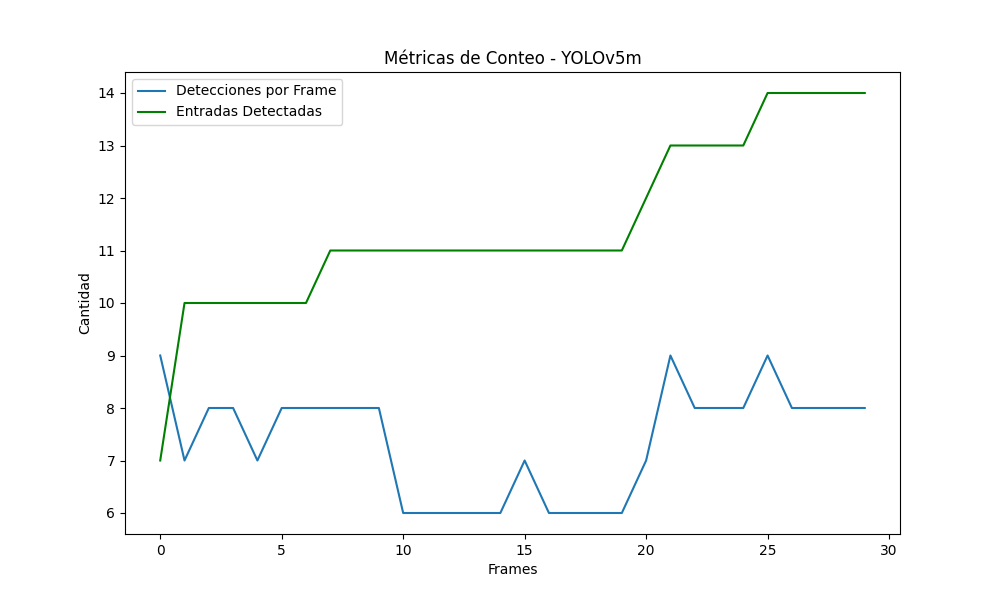 Métricas de Conteo - YOLOv5m
Detecciones por Frame
Entradas Detectadas
Cantidad
14
13
12
11
10
9
8
7
6
0 5 10 15 20 25 30
Frames